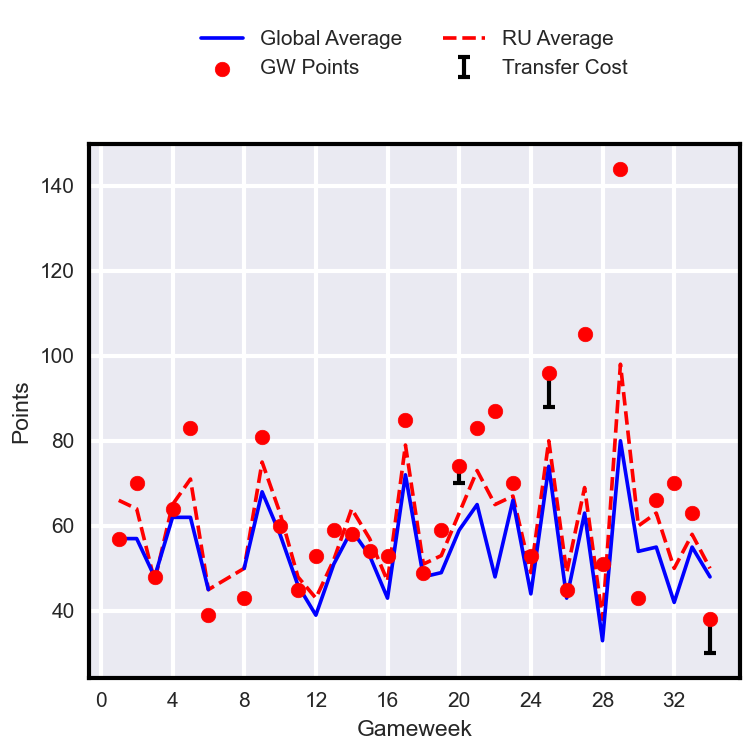 Global Average
RU Average
GW Points
Transfer Cost
140
120
100
80
60
40
Points
0 4 8 12 16 20 24 28 32
Gameweek